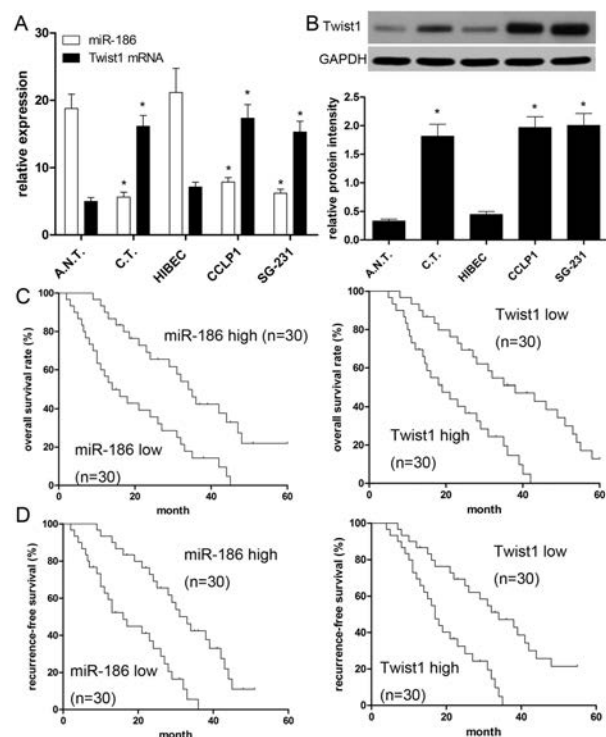 A
miR-186
Twist1 mRNA
relative expression
30
20
10
0
* * * * * *
A.N.T.
C.T.
HIBEC
CCLP1
SG-231
B
Twist1
GAPDH
relative protein intensity
2.5
2.0
1.5
1.0
0.5
0.0
* * *
A.N.T.
C.T.
HIBEC
CCLP1
SG-231
C
overall survival rate (%)
100
80
60
40
20
0
miR-186 high (n=30)
miR-186 low
(n=30)
0 20 40 60
month
overall survival rate (%)
100
80
60
40
20
0
Twist1 low
(n=30)
Twist1 high
(n=30)
0 20 40 60
month
D
recurrence-free survival (%)
100
80
60
40
20
0
miR-186 high
(n=30)
miR-186 low
(n=30)
0 20 40 60
month
recurrence-free survival (%)
100
80
60
40
20
0
Twist1 low
(n=30)
Twist1 high
(n=30)
0 20 40 60
month